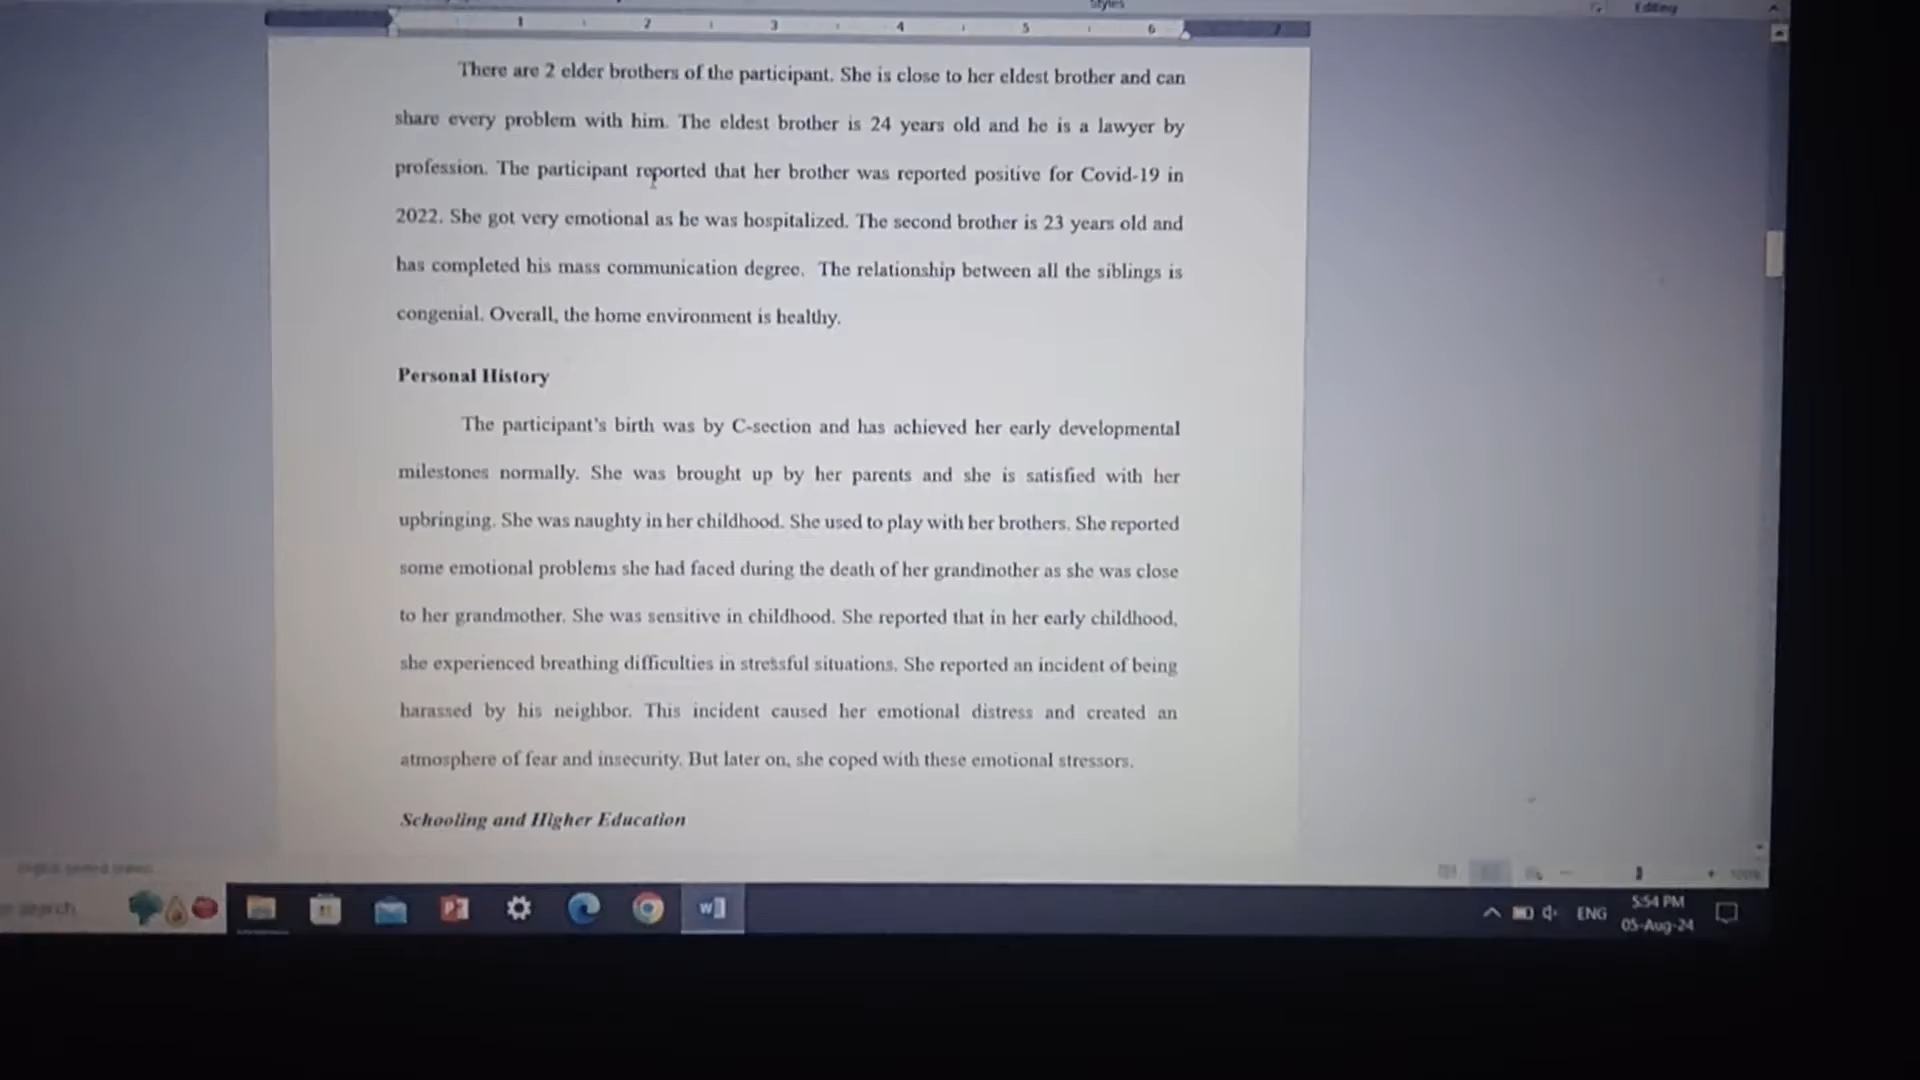 Styles
Editing
1 2 3 4 5 6 7
There are 2 elder brothers of the participant. She is close to her eldest brother and can
share every problem with him. The eldest brother is 24 years old and he is a lawyer by
profession. The participant reported that her brother was reported positive for Covid-19 in
2022. She got very emotional as he was hospitalized. The second brother is 23 years old and
has completed his mass communication degree. The relationship between all the siblings is
congenial. Overall, the home environment is healthy.
Personal History
The participant's birth was by C-section and has achieved her early developmental
milestones normally. She was brought up by her parents and she is satisfied with her
upbringing. She was naughty in her childhood. She used to play with her brothers. She reported
some emotional problems she had faced during the death of her grandmother as she was close
to her grandmother. She was sensitive in childhood. She reported that in her early childhood,
she experienced breathing difficulties in stressful situations. She reported an incident of being
harassed by his neighbor. This incident caused her emotional distress and created an
atmosphere of fear and insecurity. But later on, she coped with these emotional stressors.
Schooling and Higher Education
search
ENG
5:54 PM
05-Aug-24